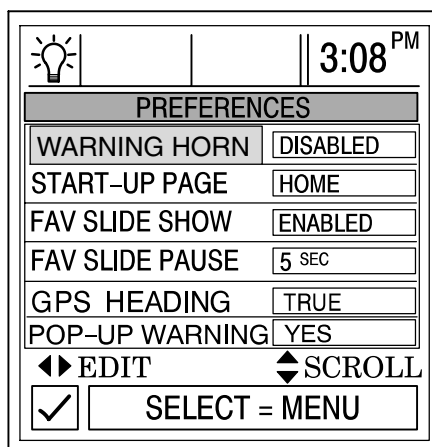 3:08 PM
PREFERENCES
WARNING HORN DISABLED
START–UP PAGE HOME
FAV SLIDE SHOW ENABLED
FAV SLIDE PAUSE 5 SEC
GPS HEADING TRUE
POP–UP WARNING YES
EDIT SCROLL
SELECT = MENU